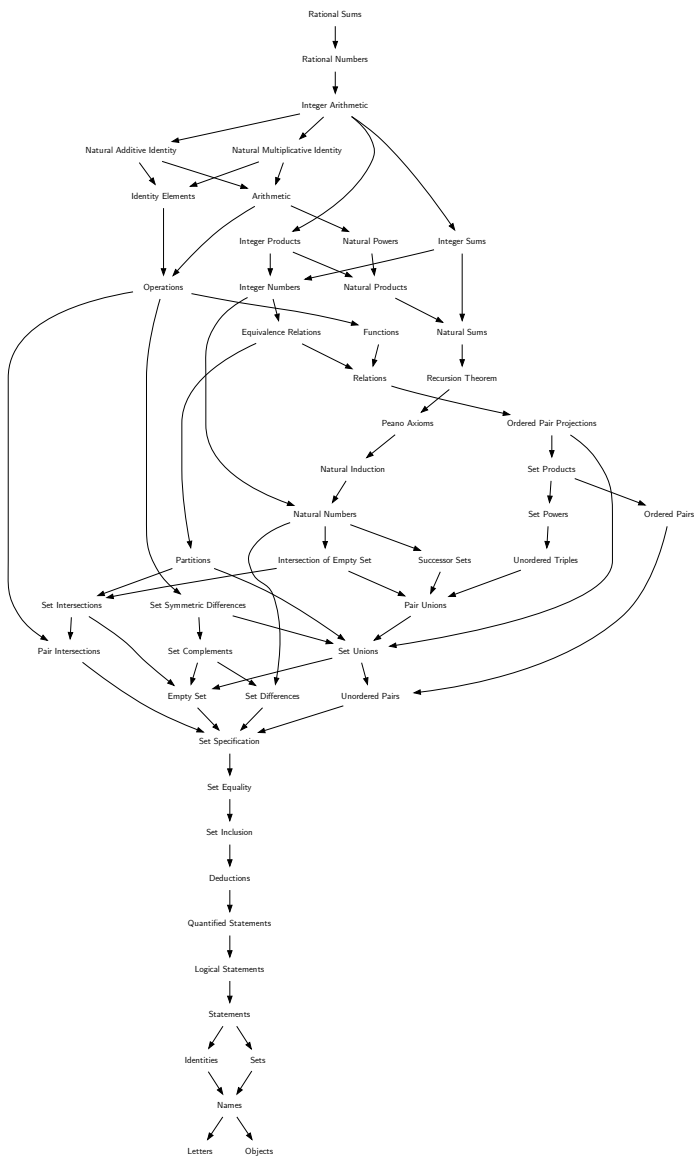 Rational Sums
Rational Numbers
Integer Arithmetic
Natural Additive Identity
Natural Multiplicative Identity
Identity Elements
Arithmetic
Integer Products
Natural Powers
Integer Sums
Operations
Integer Numbers
Natural Products
Equivalence Relations
Functions
Natural Sums
Relations
Recursion Theorem
Peano Axioms
Ordered Pair Projections
Natural Induction
Set Products
Natural Numbers
Set Powers
Ordered Pairs
Partitions
Intersection of Empty Set
Successor Sets
Unordered Triples
Set Intersections
Set Symmetric Differences
Pair Unions
Pair Intersections
Set Complements
Set Unions
Empty Set
Set Differences
Unordered Pairs
Set Specification
Set Equality
Set Inclusion
Deductions
Quantified Statements
Logical Statements
Statements
Identities
Sets
Names
Letters
Objects